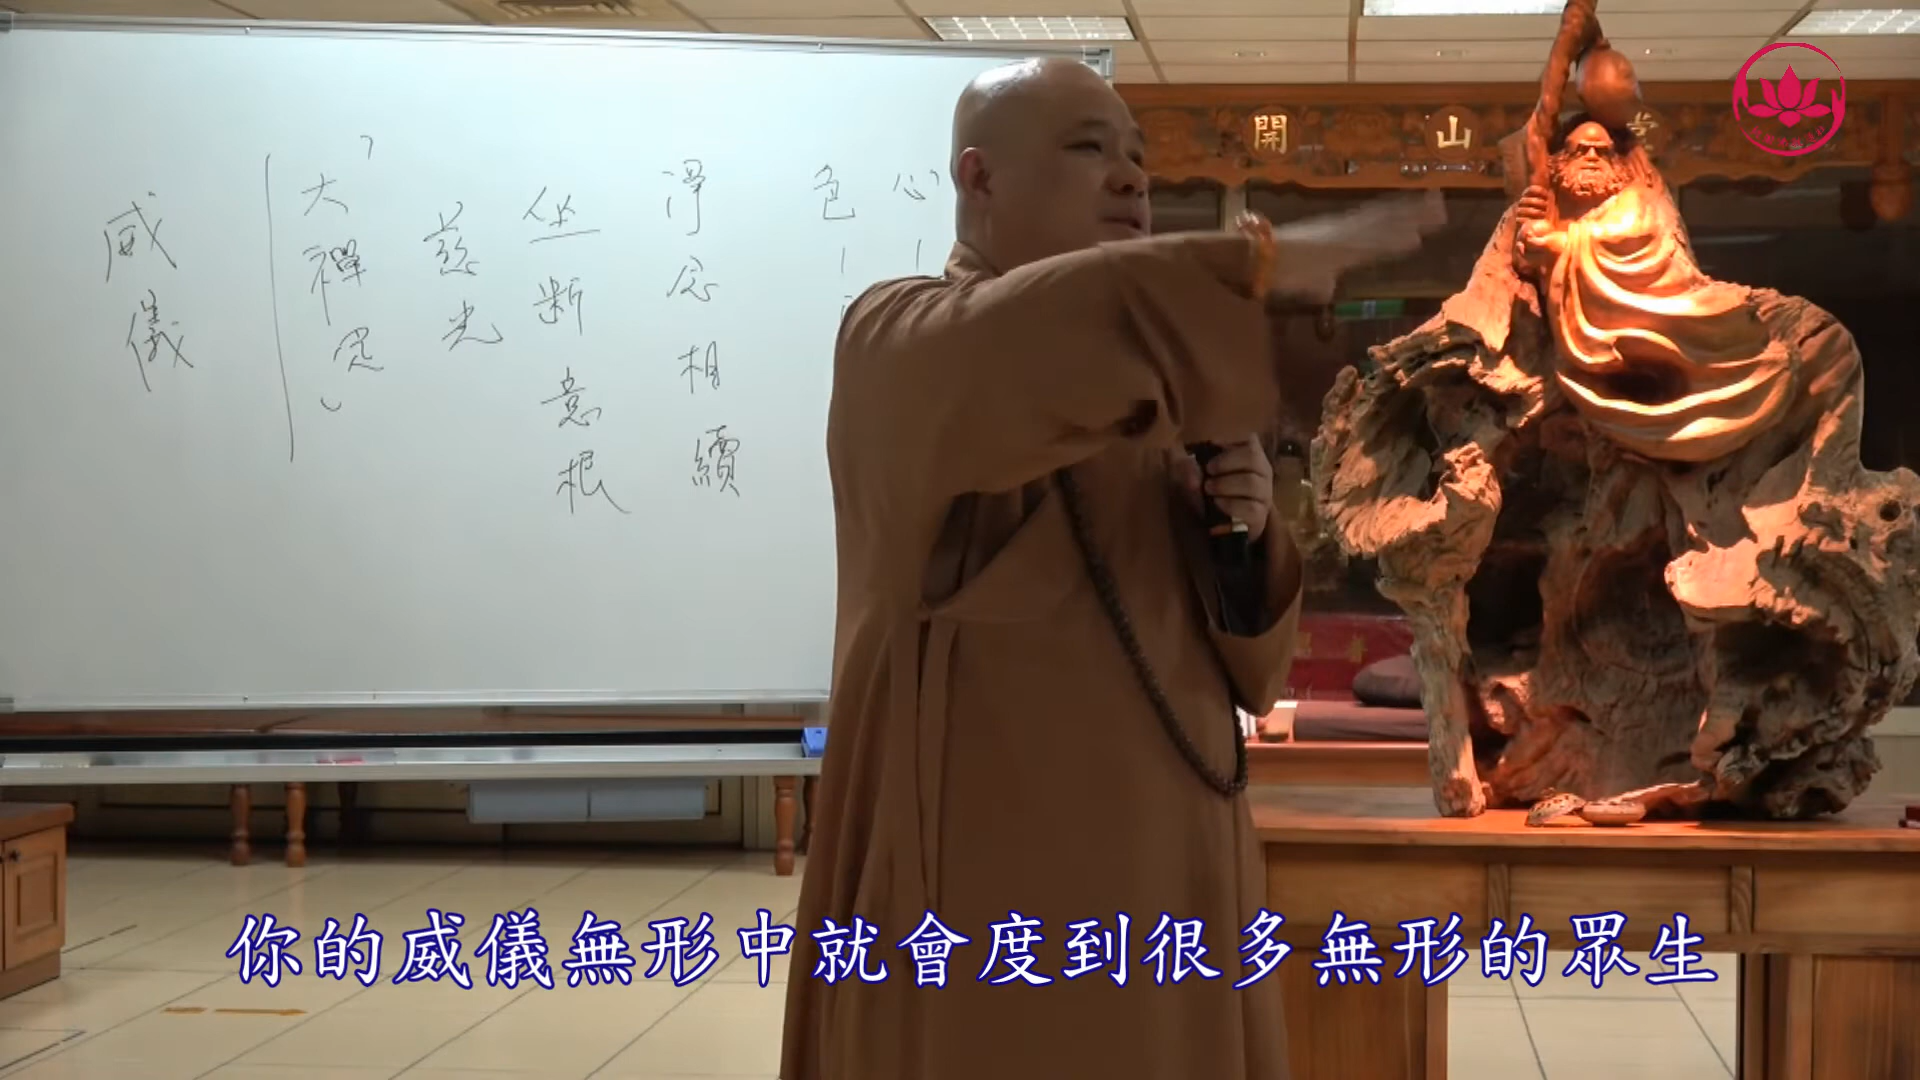 開山堂
心
色
淨念相續
坐斷意根
慈光
「大禪定」
威儀
你的威儀無形中就會度到很多無形的眾生